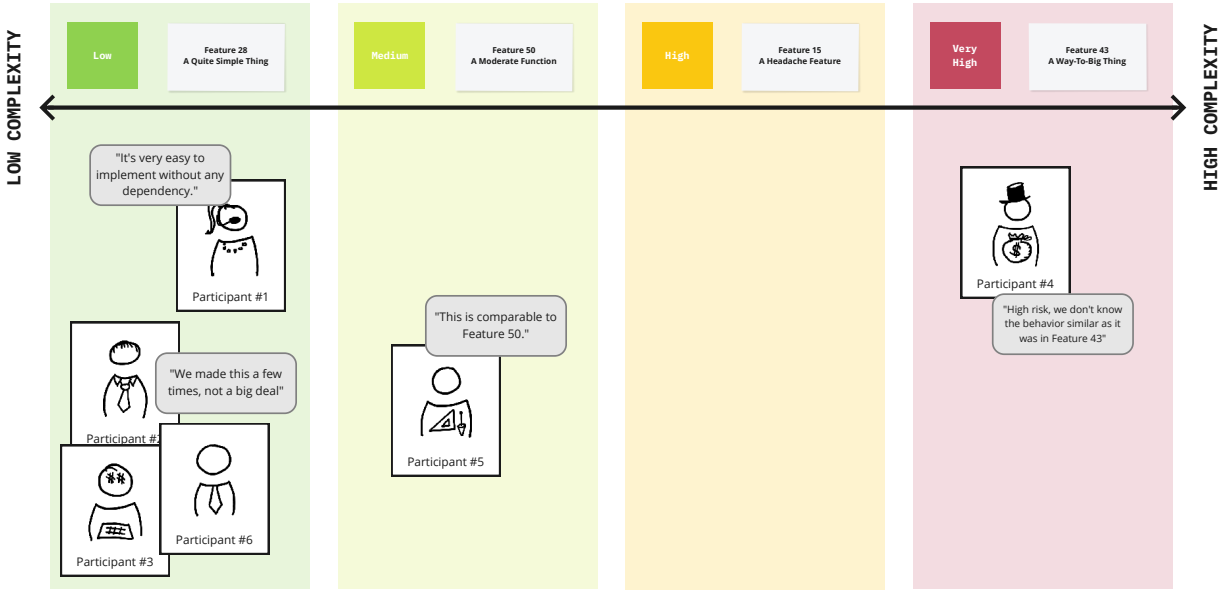 LOW COMPLEXITY
Low
Feature 28
A Quite Simple Thing
Medium
Feature 50
A Moderate Function
High
Feature 15
A Headache Feature
Very
High
Feature 43
A Way-To-Big Thing
HIGH COMPLEXITY
"It's very easy to
implement without any
dependency."
Participant #1
Participant #2
"We made this a few
times, not a big deal"
Participant #3
Participant #6
"This is comparable to
Feature 50."
Participant #5
$
Participant #4
"High risk, we don't know
the behavior similar as it
was in Feature 43"